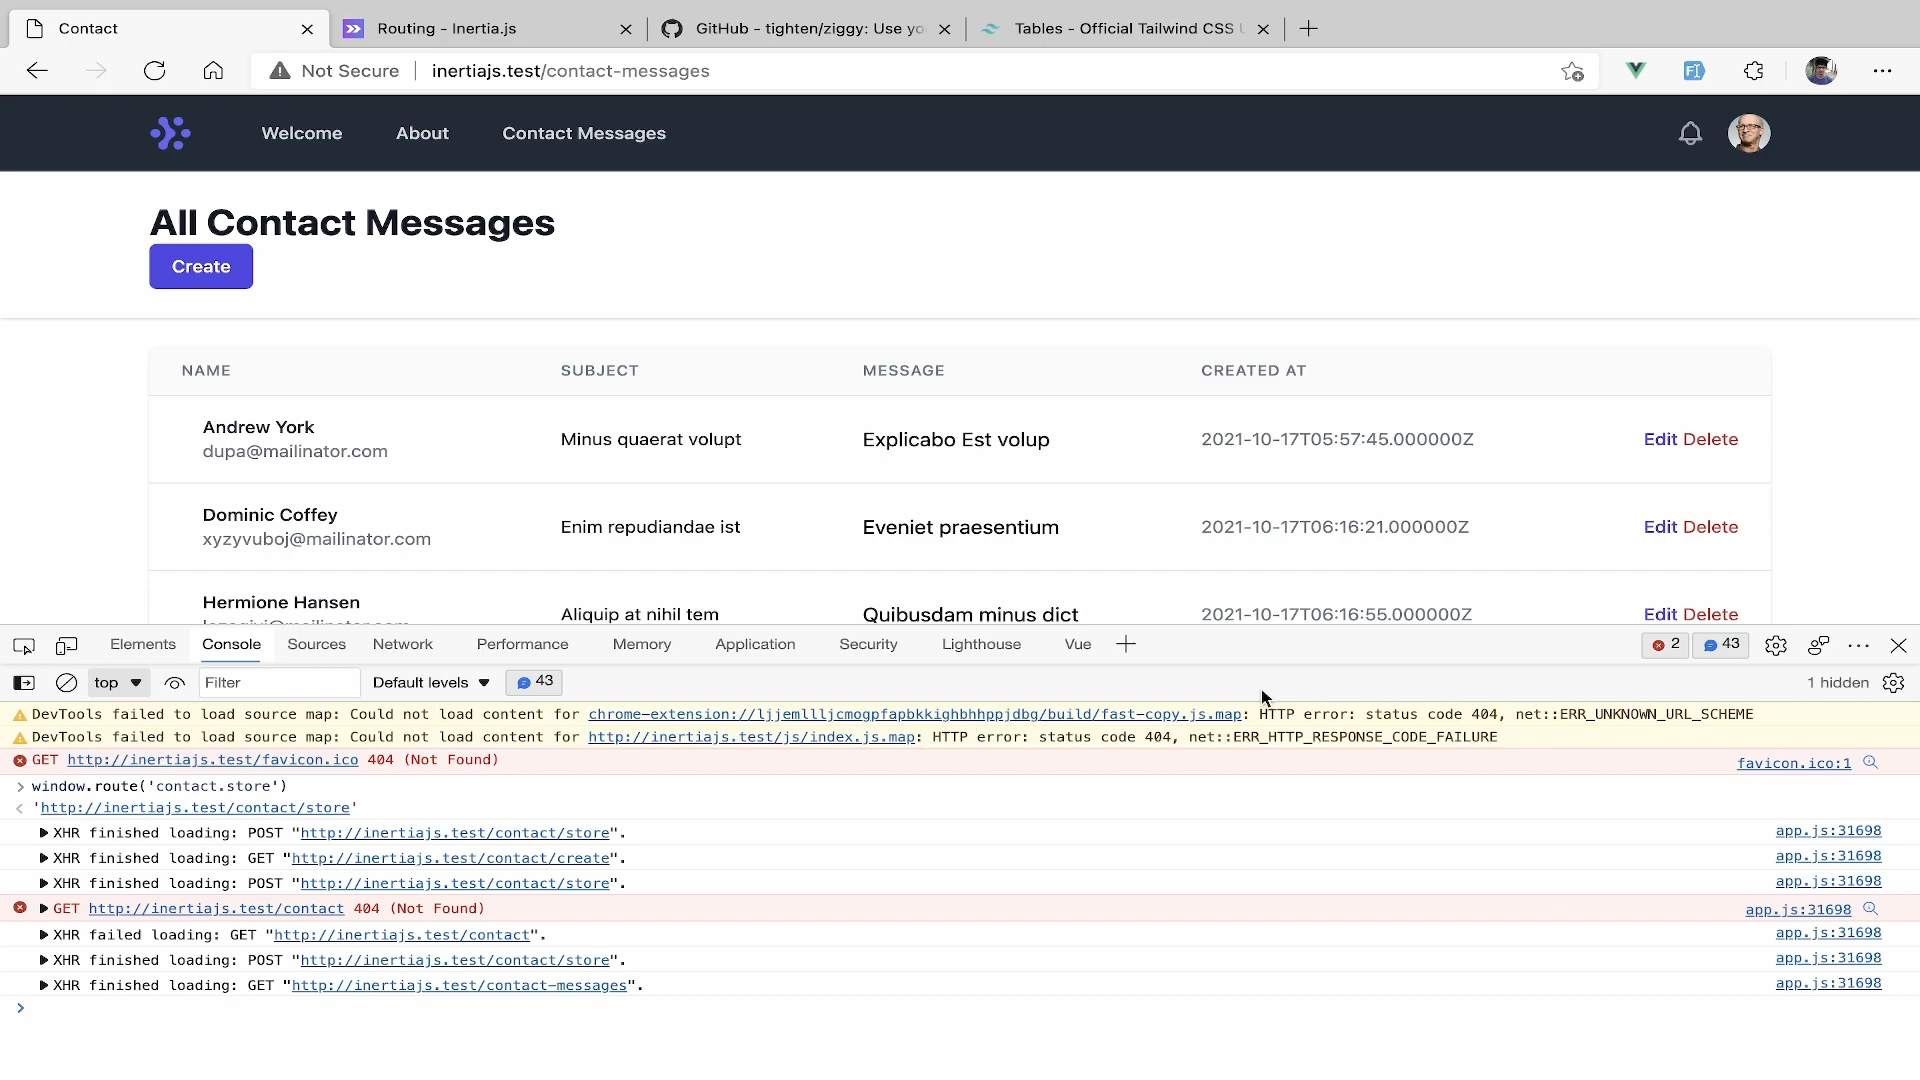 Contact
Routing - Inertia.js
GitHub - tighten/ziggy: Use yo
Tables - Official Tailwind CSS U
Not Secure
inertiajs.test/contact-messages
Welcome
About
Contact Messages
All Contact Messages
Create
NAME SUBJECT MESSAGE CREATED AT
Andrew York
dupa@mailinator.com
Minus quaerat volupt
Explicabo Est volup
2021-10-17T05:57:45.000000Z
Edit Delete
Dominic Coffey
xyzyvuboj@mailinator.com
Enim repudiandae ist
Eveniet praesentium
2021-10-17T06:16:21.000000Z
Edit Delete
Hermione Hansen
Aliquip at nihil tem
Quibusdam minus dict
2021-10-17T06:16:55.000000Z
Edit Delete
Elements Console Sources Network Performance Memory Application Security Lighthouse Vue
2 43
top Filter Default levels 43 1 hidden
DevTools failed to load source map: Could not load content for chrome-extension://ljjemllljcmogpfapbkkighbhhppjdbg/build/fast-copy.js.map: HTTP error: status code 404, net::ERR_UNKNOWN_URL_SCHEME
DevTools failed to load source map: Could not load content for http://inertiajs.test/js/index.js.map: HTTP error: status code 404, net::ERR_HTTP_RESPONSE_CODE_FAILURE
GET http://inertiajs.test/favicon.ico 404 (Not Found) favicon.ico:1
window.route('contact.store')
'http://inertiajs.test/contact/store'
XHR finished loading: POST "http://inertiajs.test/contact/store". app.js:31698
XHR finished loading: GET "http://inertiajs.test/contact/create". app.js:31698
XHR finished loading: POST "http://inertiajs.test/contact/store". app.js:31698
GET http://inertiajs.test/contact 404 (Not Found) app.js:31698
XHR failed loading: GET "http://inertiajs.test/contact". app.js:31698
XHR finished loading: POST "http://inertiajs.test/contact/store". app.js:31698
XHR finished loading: GET "http://inertiajs.test/contact-messages". app.js:31698